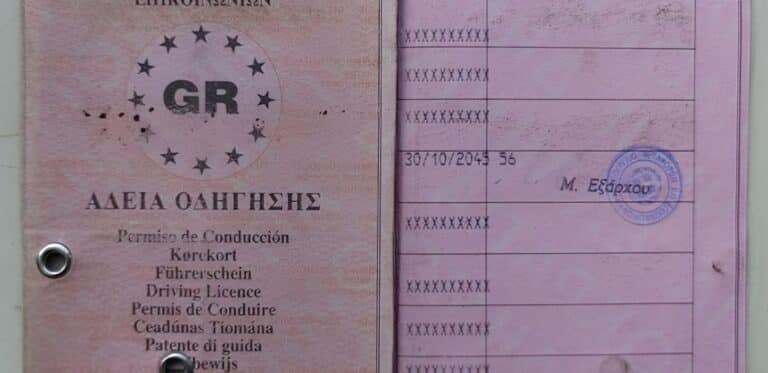 ΕΠΙΚΟΙΝΩΝΙΩΝ
GR
ΑΔΕΙΑ ΟΔΗΓΗΣΗΣ
Permiso de Conducción
Kørekort
Führerschein
Driving Licence
Permis de Conduire
Ceadúnas Tiomána
Patente di guida
XXXXXXXXXX
XXXXXXXXXX
XXXXXXXXXX
30/10/2045 56
Μ. Εξάρχου
XXXXXXXXXX
XXXXXXXXXX
XXXXXXXXXX
XXXXXXXXXX